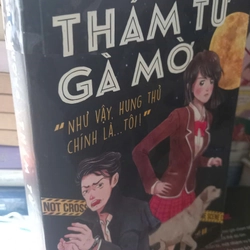 THÁM TỬ
GÀ MỜ
"NHƯ VẬY, HUNG THỦ
CHÍNH LÀ...TÔI!"
NOT CROS